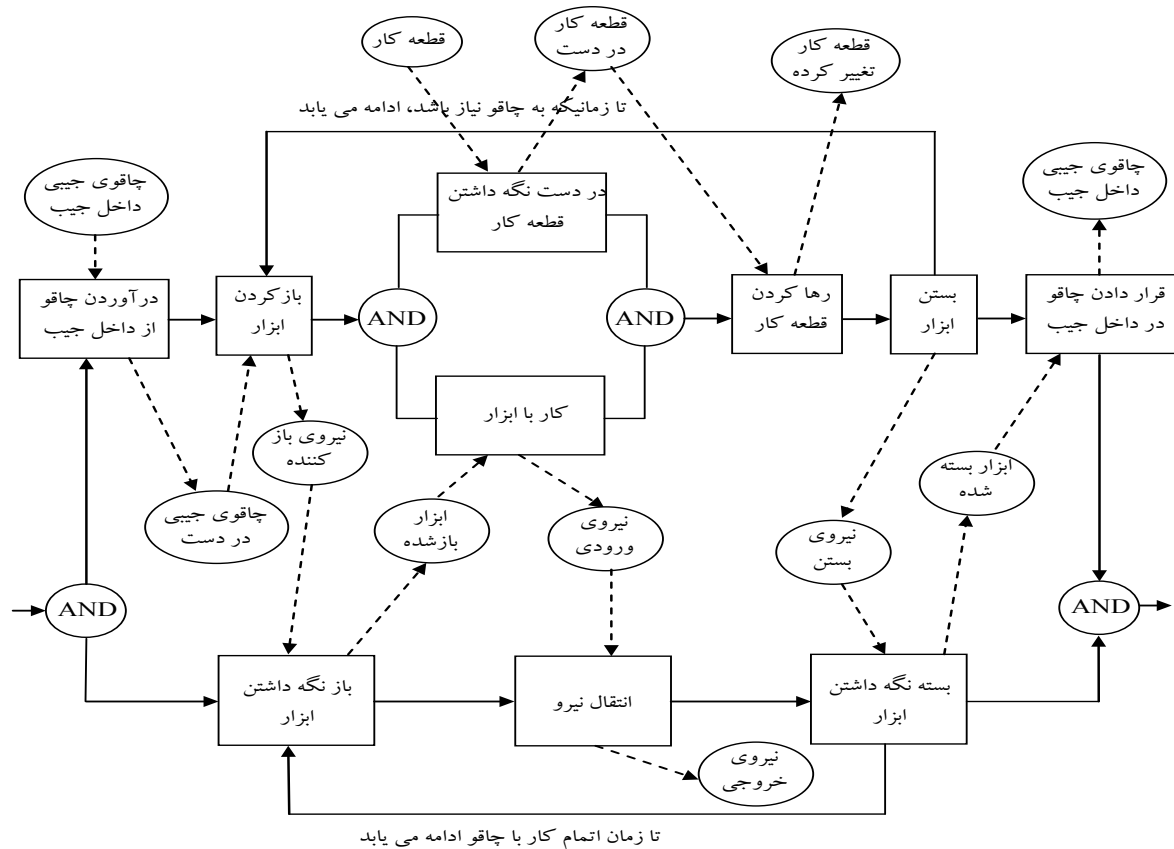 قطعه کار
قطعه کار
در دست
قطعه کار
تغییر کرده
تا زمانیکه به چاقو نیاز باشد، ادامه می یابد
چاقوی جیبی
داخل جیب
در دست نگه داشتن
قطعه کار
چاقوی جیبی
داخل جیب
درآوردن چاقو
از داخل جیب
بازکردن
ابزار
AND
AND
رها کردن
قطعه کار
بستن
ابزار
قرار دادن چاقو
در داخل جیب
کار با ابزار
نیروی باز
کننده
چاقوی جیبی
در دست
ابزار
بازشده
نیروی
ورودی
نیروی
بستن
ابزار بسته
شده
AND
AND
باز نگه داشتن
ابزار
انتقال نیرو
بسته نگه داشتن
ابزار
نیروی
خروجی
تا زمان اتمام کار با چاقو ادامه می یابد